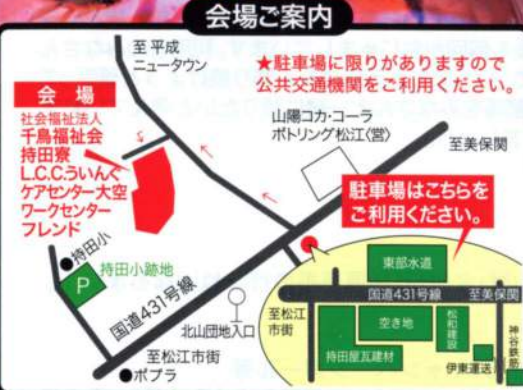 会場ご案内
至 平成
ニュータウン
★駐車場に限りがありますので
公共交通機関をご利用ください。
会場
社会福祉法人
千鳥福祉会
持田寮
L.C.C.ういんぐ
ケアセンター大空
ワークセンター
フレンド
山陽コカ・コーラ
ボトリング松江〈営〉
至美保関
駐車場はこちらを
ご利用ください。
持田小
P
持田小跡地
国道431号線
北山団地入口
至松江市街
ポプラ
東部水道
国道431号線
至美保関
至松江
市街
空き地
松和建設
神谷鉄筋
持田屋瓦建材
伊東運送